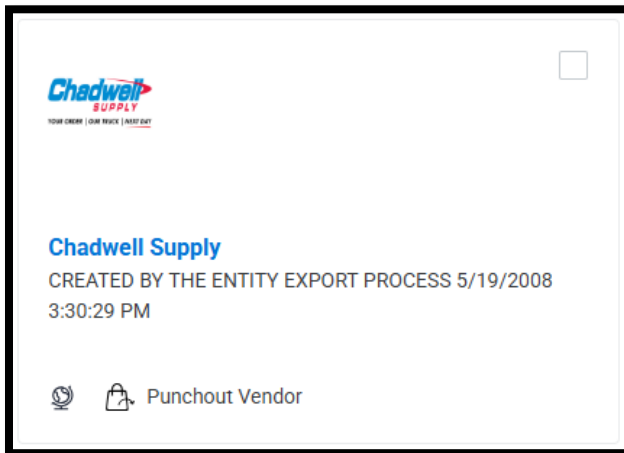 Chadwell
SUPPLY
YOUR ORDER | OUR TRUCK | NEXT DAY
Chadwell Supply
CREATED BY THE ENTITY EXPORT PROCESS 5/19/2008
3:30:29 PM
Punchout Vendor